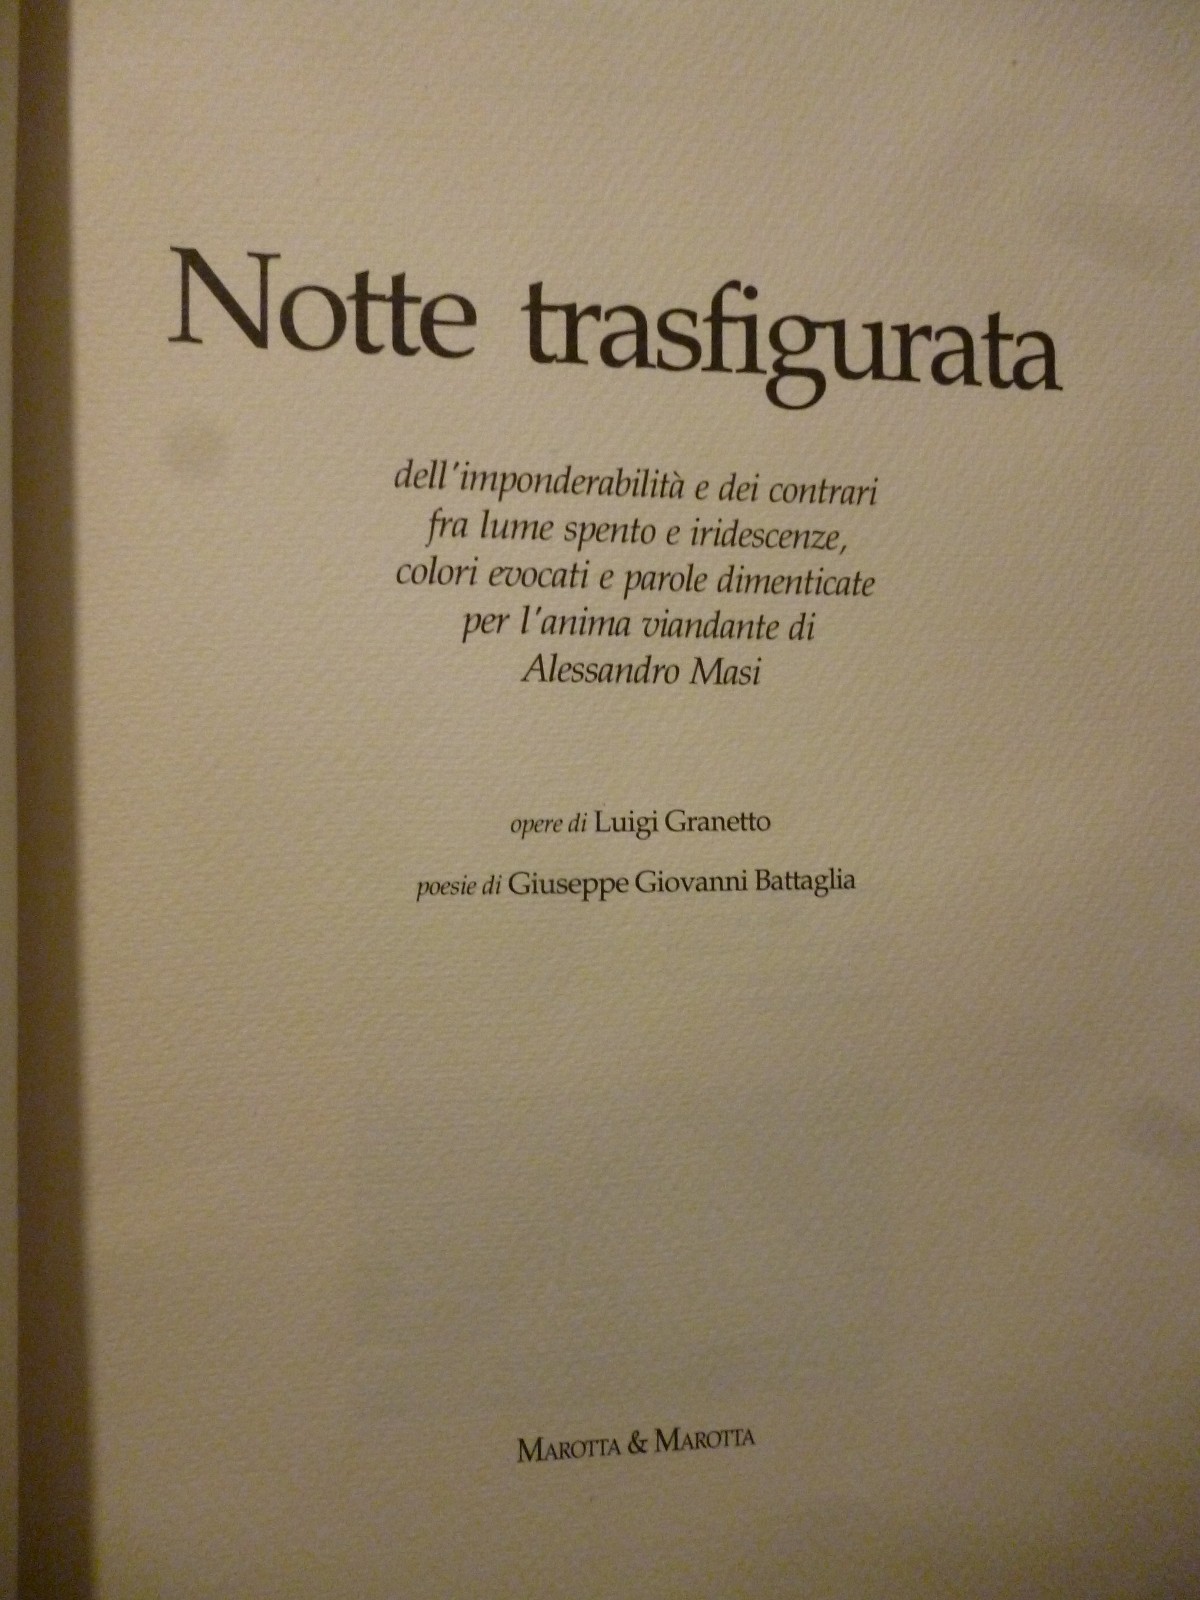 Notte trasfigurata
dell'imponderabilità e dei contrari
fra lume spento e iridescenze,
colori evocati e parole dimenticate
per l'anima viandante di
Alessandro Masi
opere di Luigi Granetto
poesie di Giuseppe Giovanni Battaglia
MAROTTA & MAROTTA